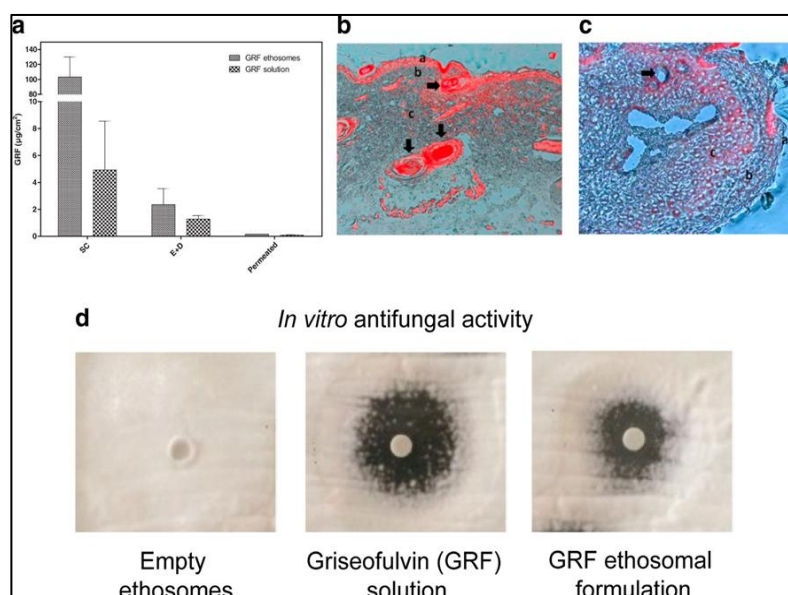 a
140
120
100
80
10
8
6
4
2
0
GRF (µg/cm²)
GRF ethosomes
GRF solution
SC
E+D
Permeated
b
a
b
c
c
a
b
c
d
In vitro antifungal activity
Empty
ethosomes
Griseofulvin (GRF)
solution
GRF ethosomal
formulation